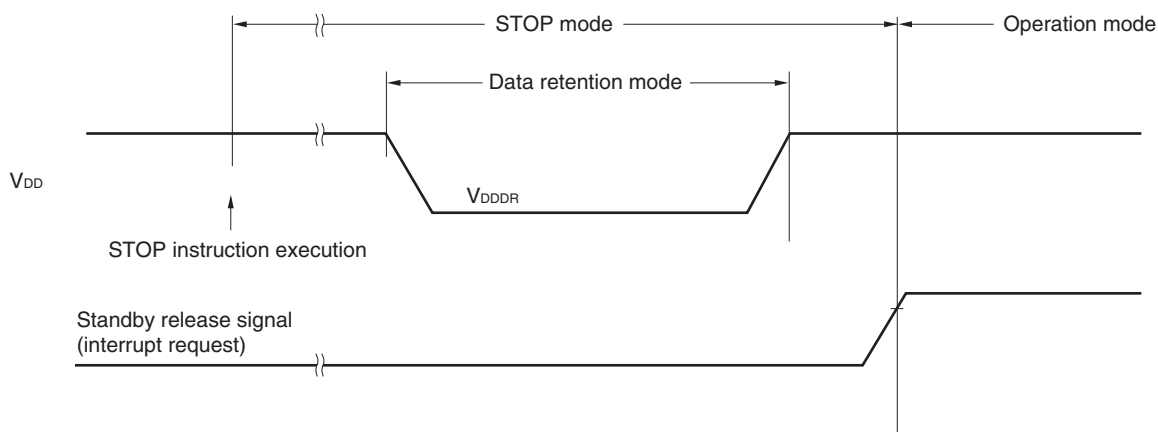 STOP mode
Operation mode
Data retention mode
VDD
VDDDR
STOP instruction execution
Standby release signal
(interrupt request)